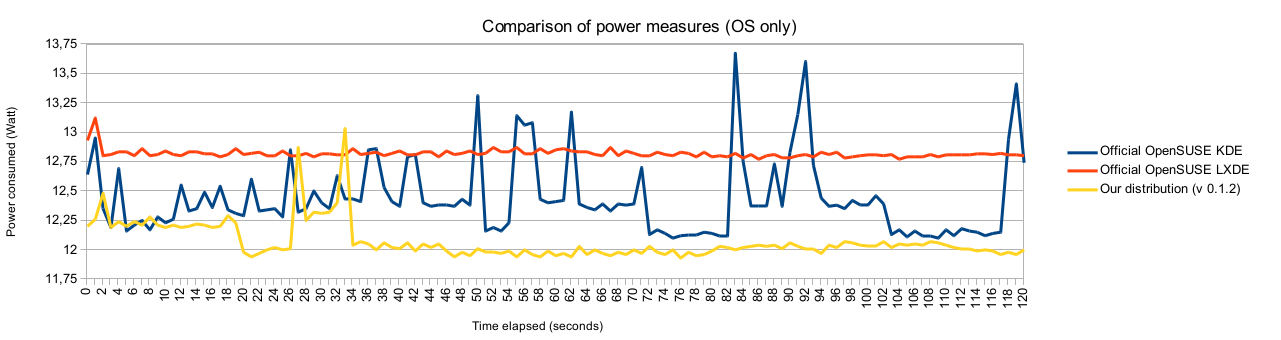 Comparison of power measures (OS only)
13,75
13,5
13,25
13
12,75
12,5
12,25
12
11,75
Power consumed (Watt)
0 2 4 6 8 10 12 14 16 18 20 22 24 26 28 30 32 34 36 38 40 42 44 46 48 50 52 54 56 58 60 62 64 66 68 70 72 74 76 78 80 82 84 86 88 90 92 94 96 98 100 102 104 106 108 110 112 114 116 118 120
Time elapsed (seconds)
Official OpenSUSE KDE
Official OpenSUSE LXDE
Our distribution (v 0.1.2)